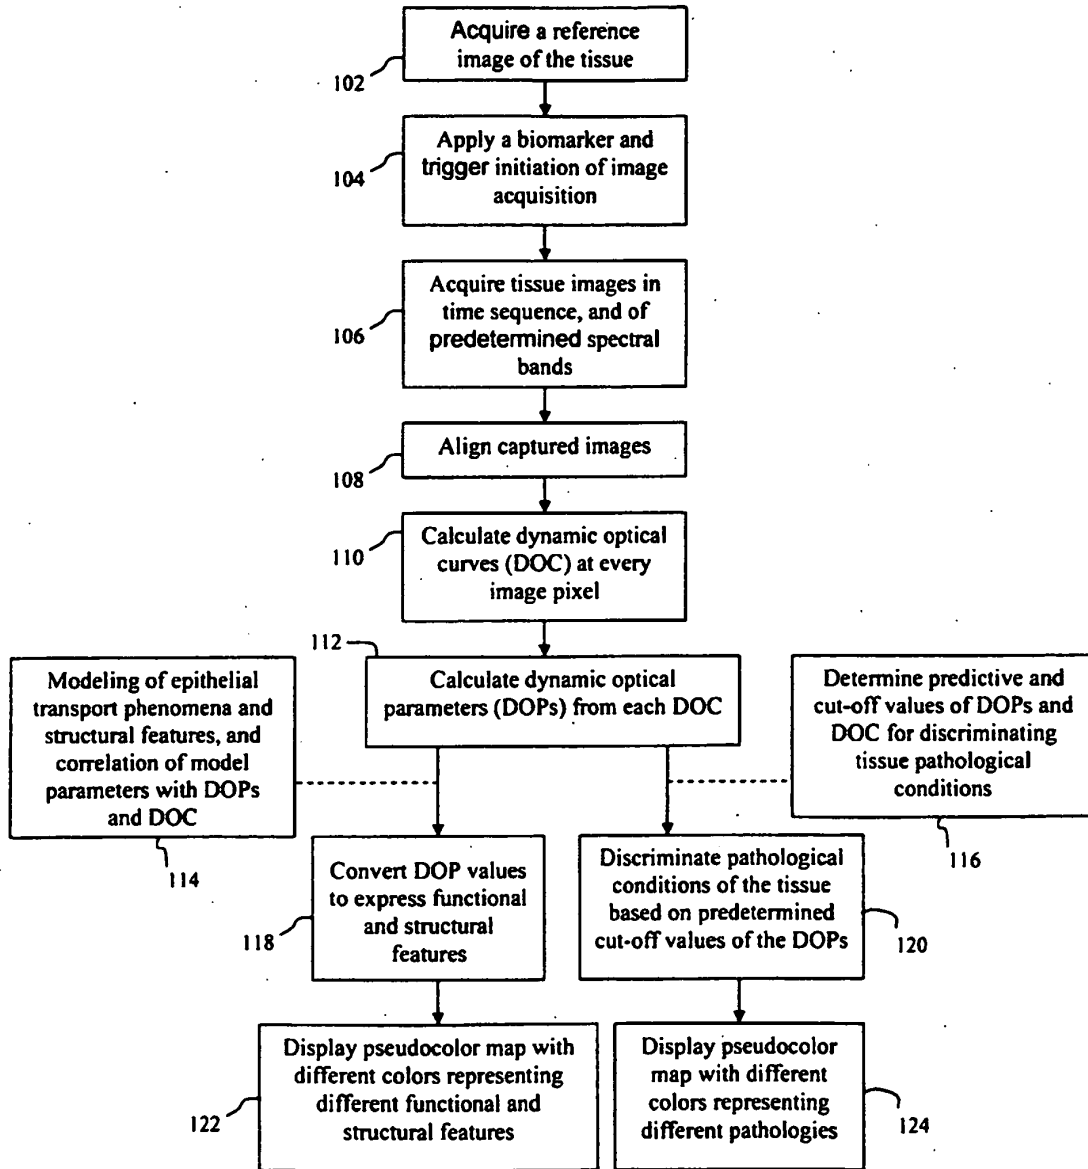 Acquire a reference
image of the tissue
102
Apply a biomarker and
trigger initiation of image
acquisition
104
Acquire tissue images in
time sequence, and of
predetermined spectral
bands
106
Align captured images
108
Calculate dynamic optical
curves (DOC) at every
image pixel
110
112
Calculate dynamic optical
parameters (DOPs) from each DOC
Modeling of epithelial
transport phenomena and
structural features, and
correlation of model
parameters with DOPs
and DOC
114
Determine predictive and
cut-off values of DOPs and
DOC for discriminating
tissue pathological
conditions
116
Convert DOP values
to express functional
and structural
features
118
Discriminate pathological
conditions of the tissue
based on predetermined
cut-off values of the DOPs
120
Display pseudocolor map with
different colors representing
different functional and
structural features
122
Display pseudocolor
map with different
colors representing
different pathologies
124